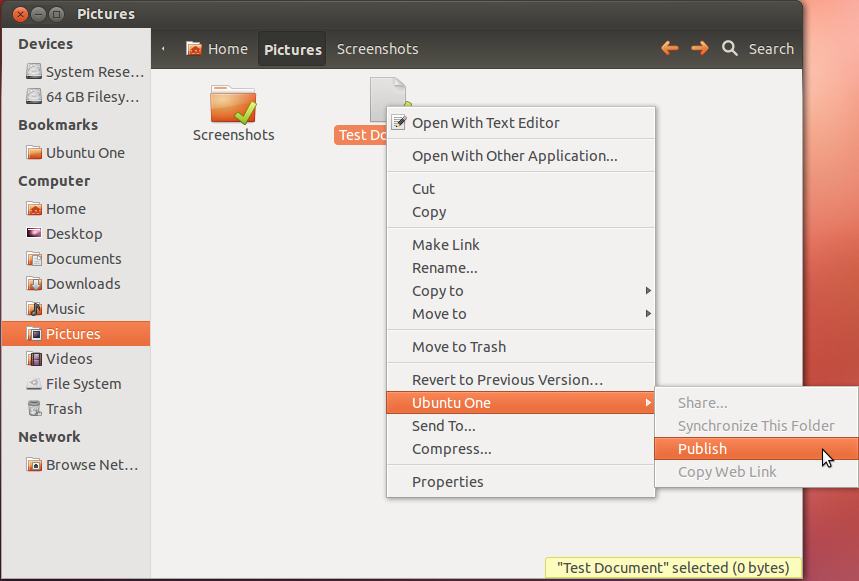 Pictures
Devices
System Rese...
64 GB Filesy...
Bookmarks
Ubuntu One
Computer
Home
Desktop
Documents
Downloads
Music
Pictures
Videos
File System
Trash
Network
Browse Net...
Home
Pictures
Screenshots
Search
Screenshots
Test Do
Open With Text Editor
Open With Other Application...
Cut
Copy
Make Link
Rename...
Copy to
Move to
Move to Trash
Revert to Previous Version...
Ubuntu One
Send To...
Compress...
Properties
Share...
Synchronize This Folder
Publish
Copy Web Link
"Test Document" selected (0 bytes)